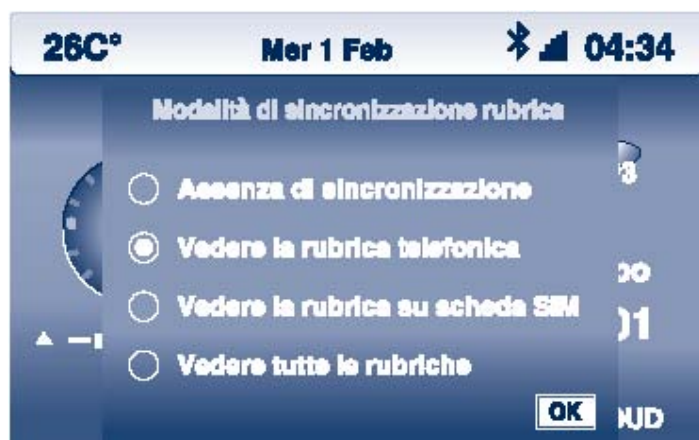 26C° Mer 1 Feb 04:34
Modalità di sincronizzazione rubrica
Assenza di sincronizzazione
Vedere la rubrica telefonica
Vedere la rubrica su scheda SIM
Vedere tutte le rubriche
01
OK